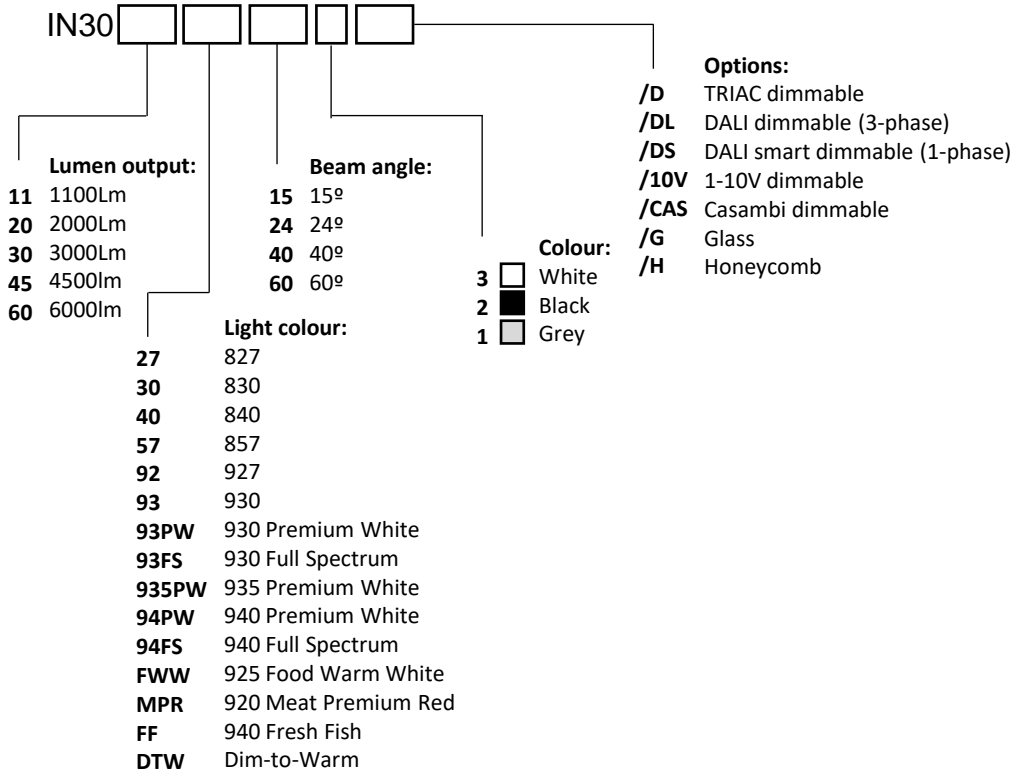 IN30
Options:
/D TRIAC dimmable
/DL DALI dimmable (3-phase)
/DS DALI smart dimmable (1-phase)
/10V 1-10V dimmable
/CAS Casambi dimmable
/G Glass
/H Honeycomb
Lumen output:
11 1100Lm
20 2000Lm
30 3000Lm
45 4500lm
60 6000lm
Beam angle:
15 15º
24 24º
40 40º
60 60º
Colour:
3 White
2 Black
1 Grey
Light colour:
27 827
30 830
40 840
57 857
92 927
93 930
93PW 930 Premium White
93FS 930 Full Spectrum
935PW 935 Premium White
94PW 940 Premium White
94FS 940 Full Spectrum
FWW 925 Food Warm White
MPR 920 Meat Premium Red
FF 940 Fresh Fish
DTW Dim-to-Warm